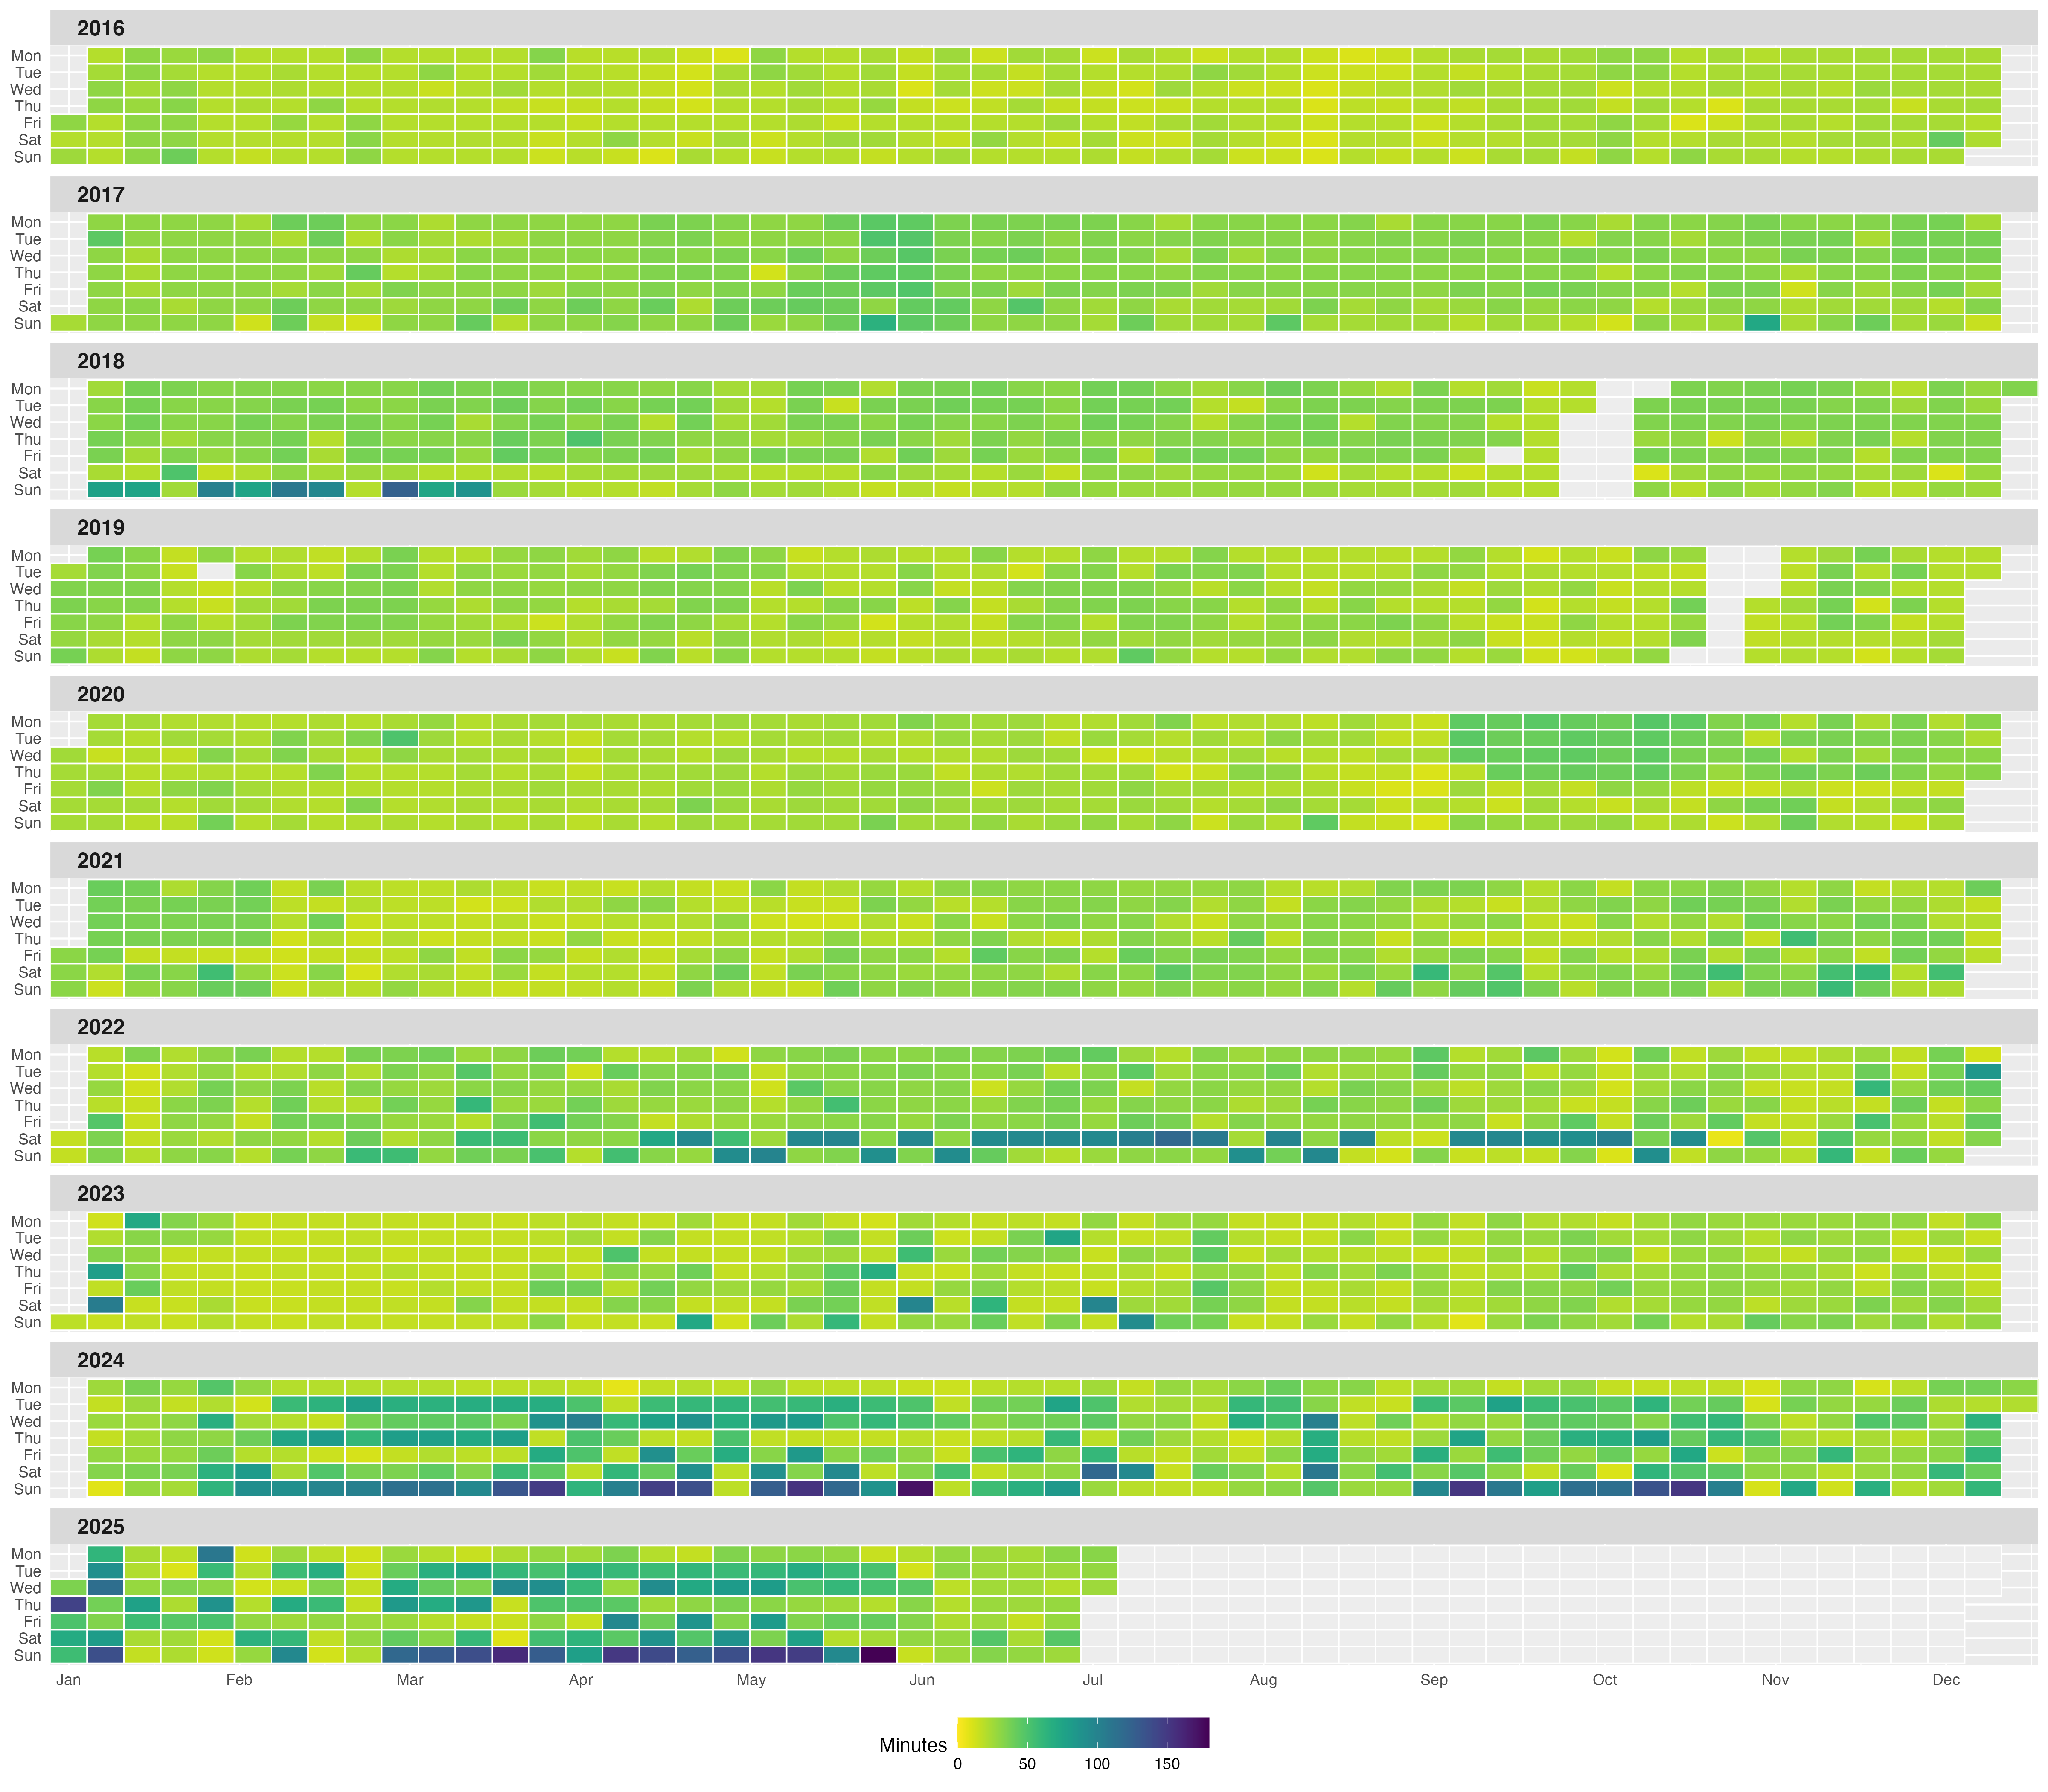 2016
Mon
Tue
Wed
Thu
Fri
Sat
Sun
2017
Mon
Tue
Wed
Thu
Fri
Sat
Sun
2018
Mon
Tue
Wed
Thu
Fri
Sat
Sun
2019
Mon
Tue
Wed
Thu
Fri
Sat
Sun
2020
Mon
Tue
Wed
Thu
Fri
Sat
Sun
2021
Mon
Tue
Wed
Thu
Fri
Sat
Sun
2022
Mon
Tue
Wed
Thu
Fri
Sat
Sun
2023
Mon
Tue
Wed
Thu
Fri
Sat
Sun
2024
Mon
Tue
Wed
Thu
Fri
Sat
Sun
2025
Mon
Tue
Wed
Thu
Fri
Sat
Sun
Jan Feb Mar Apr May Jun Jul Aug Sep Oct Nov Dec
Minutes
0 50 100 150